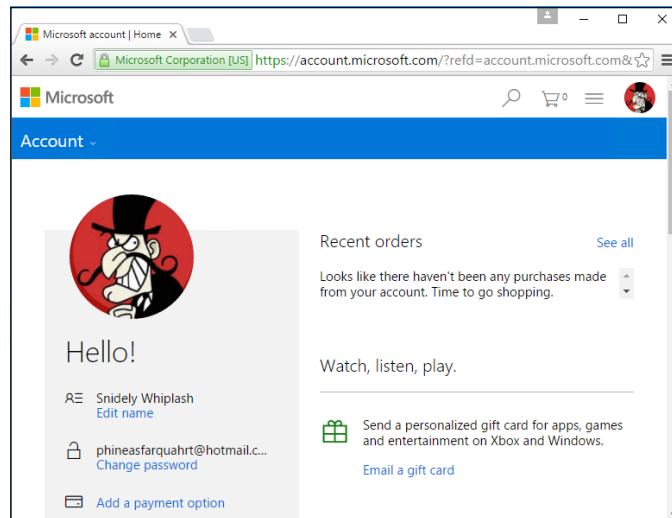 Microsoft account | Home
Microsoft Corporation [US] https://account.microsoft.com/?refd=account.microsoft.com&
Microsoft
0
Account
Recent orders
See all
Looks like there haven't been any purchases made
from your account. Time to go shopping.
Hello!
Watch, listen, play.
Snidely Whiplash
Edit name
Send a personalized gift card for apps, games
and entertainment on Xbox and Windows.
phineasfarquahrt@hotmail.c...
Change password
Email a gift card
Add a payment option